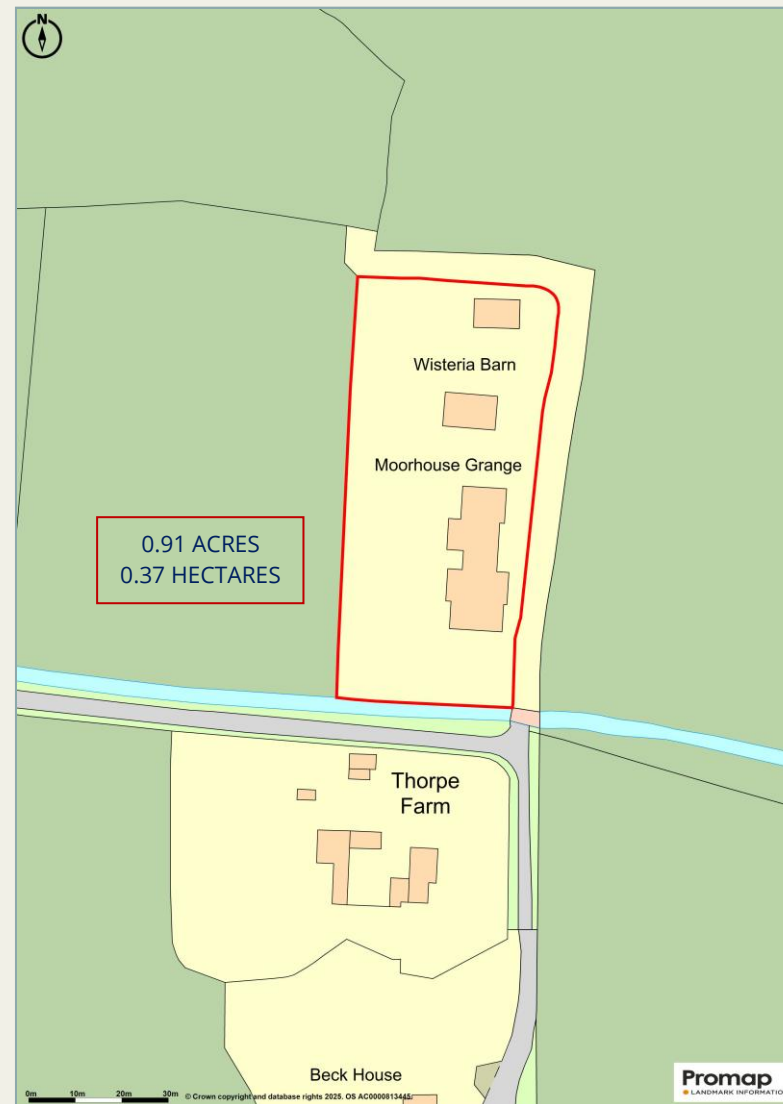 N
Wisteria Barn
Moorhouse Grange
0.91 ACRES
0.37 HECTARES
Thorpe
Farm
Beck House
0m 10m 20m 30m
© Crown copyright and database rights 2025. OS AC0000813445
Promap
LANDMARK INFORMATIO